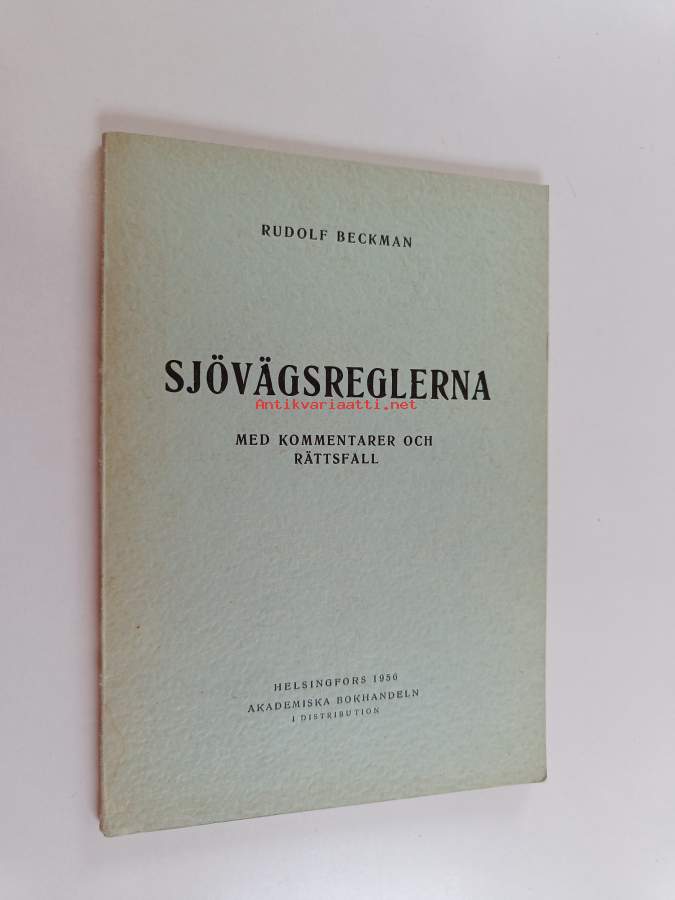 RUDOLF BECKMAN
SJÖVÄGSREGLERNA
Antikvariaatti.net
MED KOMMENTARER OCH
RÄTTSFALL
HELSINGFORS 1956
AKADEMISKA BOKHANDELN
I DISTRIBUTION